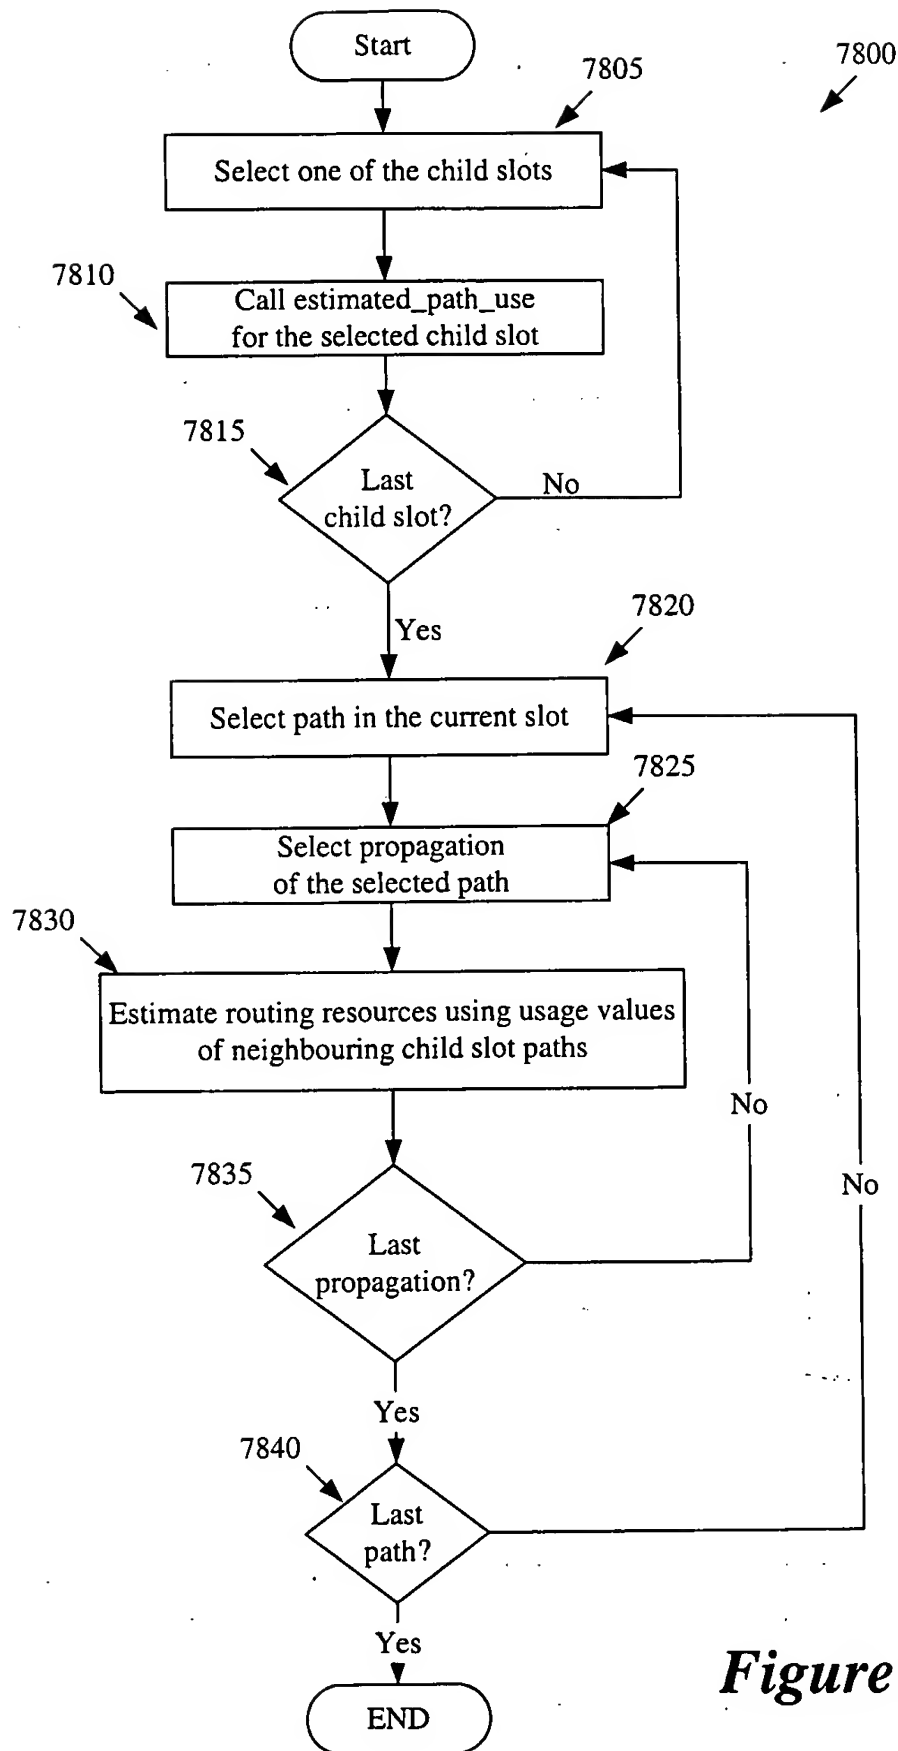 Start
7800
7805
Select one of the child slots
7810
Call estimated_path_use
for the selected child slot
7815
Last
child slot?
No
Yes
7820
Select path in the current slot
7825
Select propagation
of the selected path
7830
Estimate routing resources using usage values
of neighbouring child slot paths
No
7835
No
Last
propagation?
Yes
7840
Last
path?
Yes
END
Figure